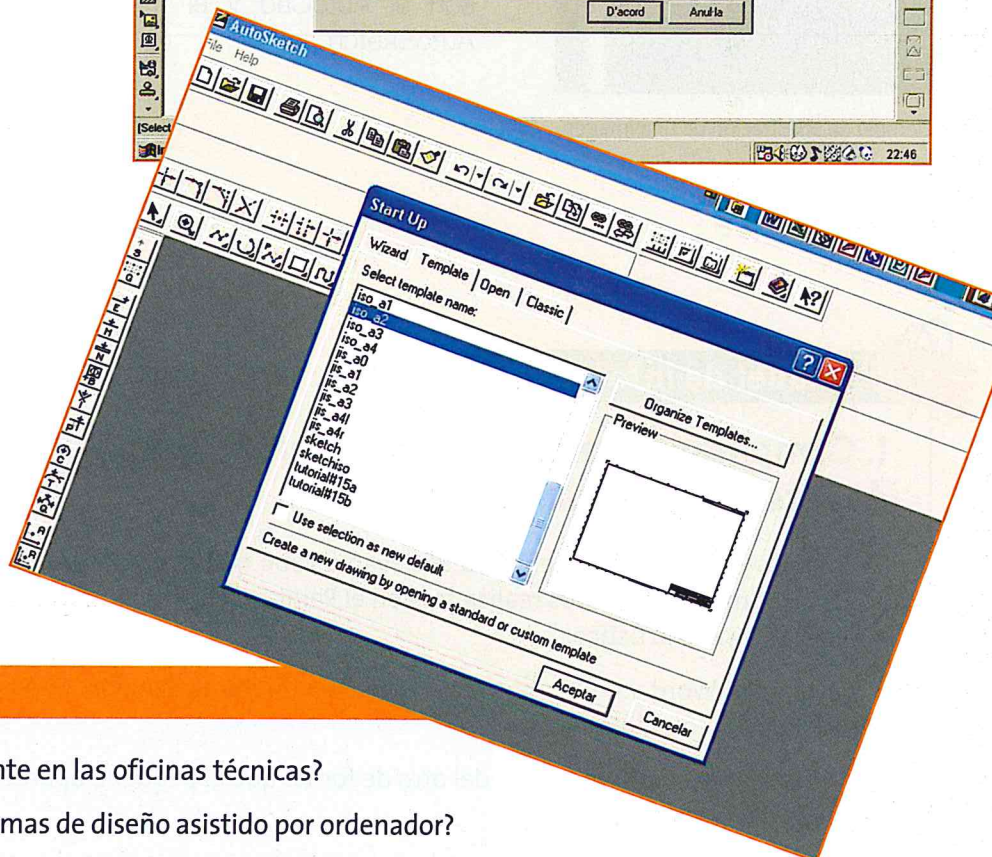 D'acord Anul·la
[Select
22:46
AutoSketch
File Help
Start Up
Wizard Template Open Classic
Select template name:
iso_a1
iso_a2
iso_a3
iso_a4
jis_a0
jis_a1
jis_a2
jis_a3
jis_a4l
jis_a4r
sketch
sketchiso
tutorial#15a
tutorial#15b
Organize Templates...
Preview
Use selection as new default
Create a new drawing by opening a standard or custom template
Aceptar
Cancelar
nte en las oficinas técnicas?
mas de diseño asistido por ordenador?